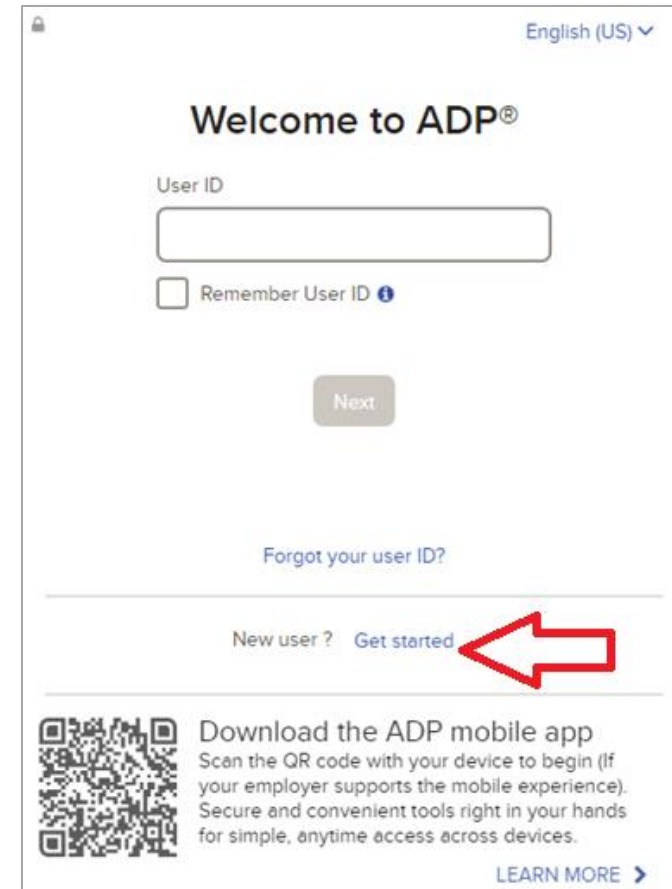 English (US)
Welcome to ADP®
User ID
Remember User ID
Next
Forgot your user ID?
New user ? Get started
Download the ADP mobile app
Scan the QR code with your device to begin (If
your employer supports the mobile experience).
Secure and convenient tools right in your hands
for simple, anytime access across devices.
LEARN MORE